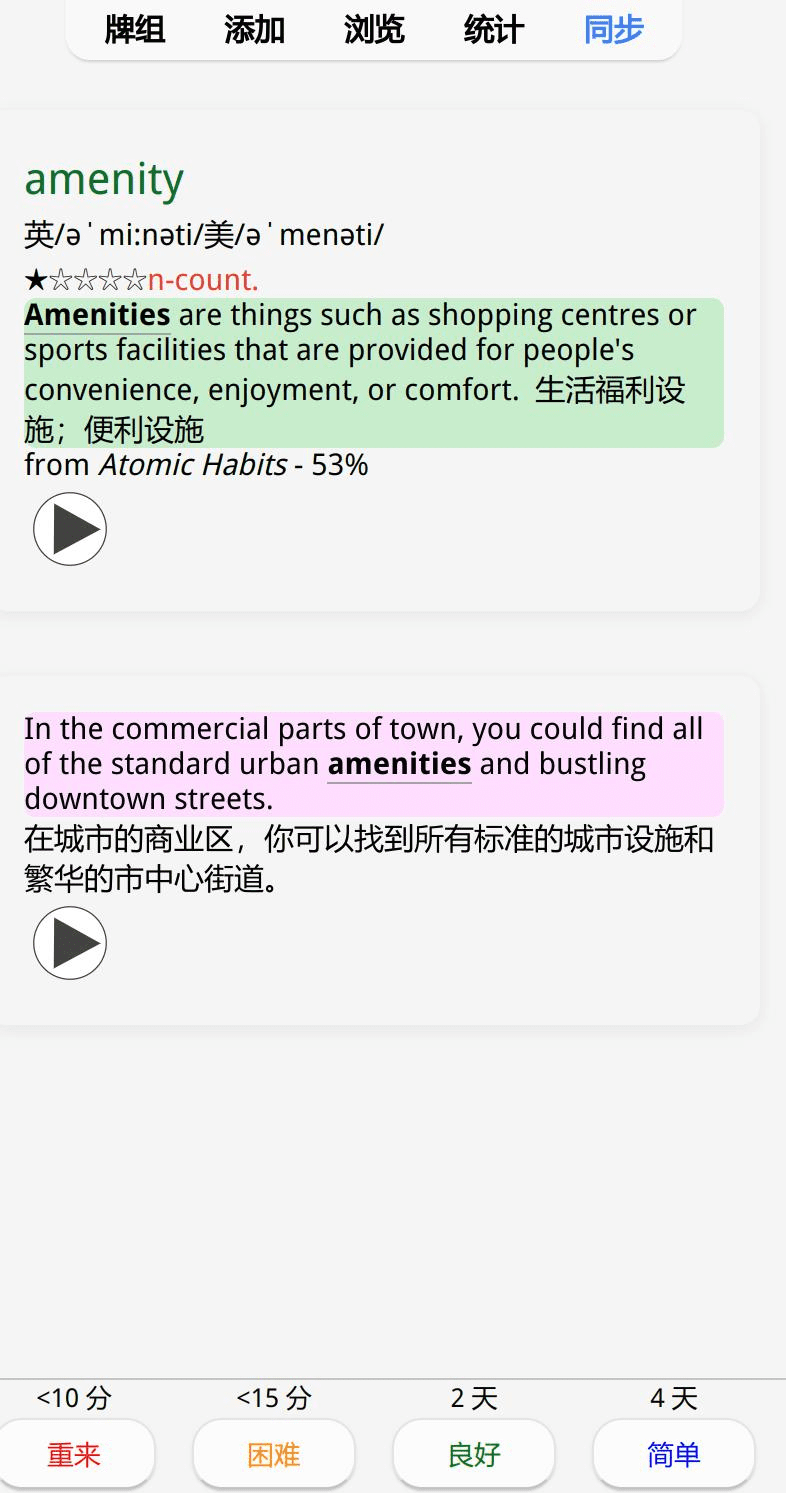 牌组 添加 浏览 统计 同步
amenity
英/əˈmi:nəti/美/əˈmenəti/
★☆☆☆☆n-count.
Amenities are things such as shopping centres or
sports facilities that are provided for people's
convenience, enjoyment, or comfort. 生活福利设
施；便利设施
from Atomic Habits - 53%
In the commercial parts of town, you could find all
of the standard urban amenities and bustling
downtown streets.
在城市的商业区，你可以找到所有标准的城市设施和
繁华的市中心街道。
<10 分 <15 分 2 天 4 天
重来 困难 良好 简单